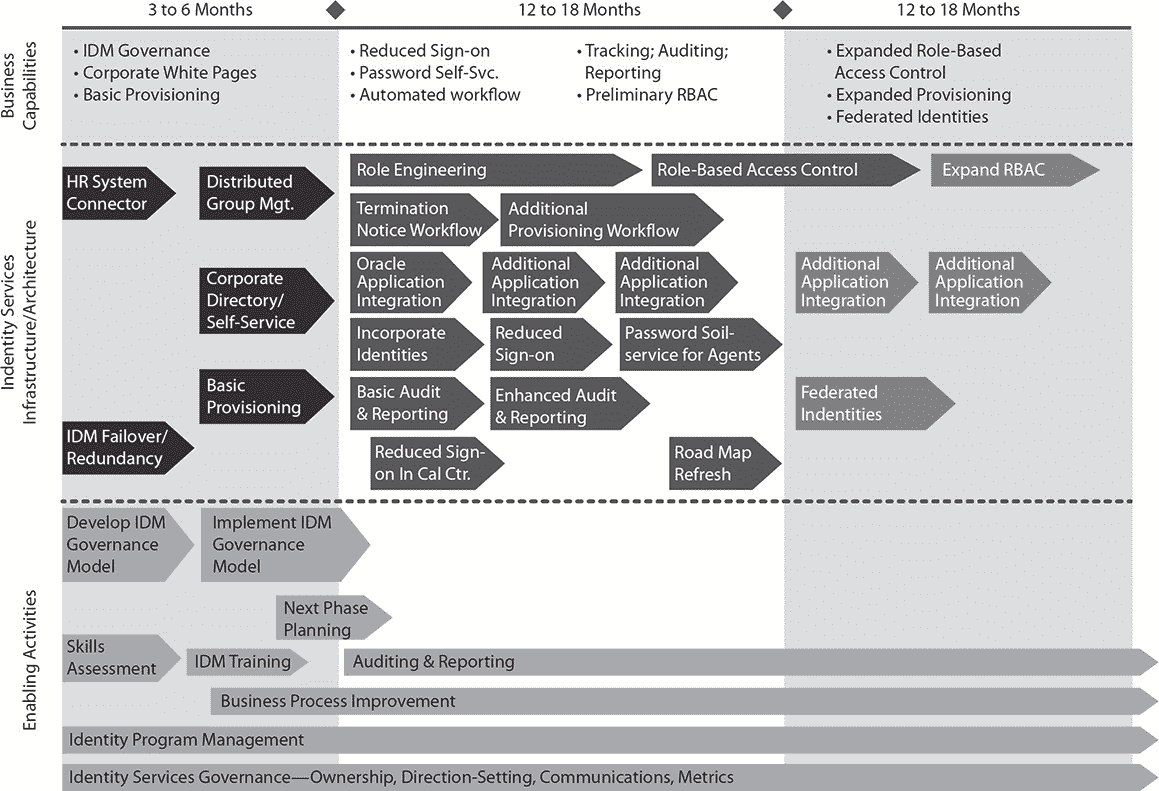 3 to 6 Months
12 to 18 Months
12 to 18 Months
Business
Capabilities
• IDM Governance
• Corporate White Pages
• Basic Provisioning
• Reduced Sign-on
• Password Self-Svc.
• Automated workflow
• Tracking; Auditing;
Reporting
• Preliminary RBAC
• Expanded Role-Based
Access Control
• Expanded Provisioning
• Federated Identities
Indentity Services
Infrastructure/Architecture
HR System
Connector
Distributed
Group Mgt.
Corporate
Directory/
Self-Service
Basic
Provisioning
IDM Failover/
Redundancy
Role Engineering
Role-Based Access Control
Expand RBAC
Termination
Notice Workflow
Additional
Provisioning Workflow
Oracle
Application
Integration
Additional
Application
Integration
Additional
Application
Integration
Additional
Application
Integration
Additional
Application
Integration
Incorporate
Identities
Reduced
Sign-on
Password Soil-
service for Agents
Basic Audit
& Reporting
Enhanced Audit
& Reporting
Federated
Indentities
Reduced Sign-
on In Cal Ctr.
Road Map
Refresh
Enabling Activities
Develop IDM
Governance
Model
Implement IDM
Governance
Model
Next Phase
Planning
Skills
Assessment
IDM Training
Auditing & Reporting
Business Process Improvement
Identity Program Management
Identity Services Governance—Ownership, Direction-Setting, Communications, Metrics